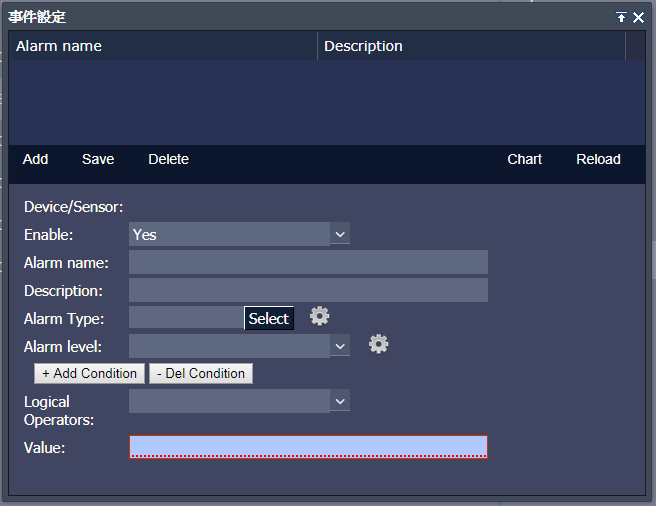 事件設定
Alarm name Description
Add Save Delete Chart Reload
Device/Sensor:
Enable: Yes
Alarm name:
Description:
Alarm Type: Select
Alarm level:
+ Add Condition - Del Condition
Logical
Operators:
Value: